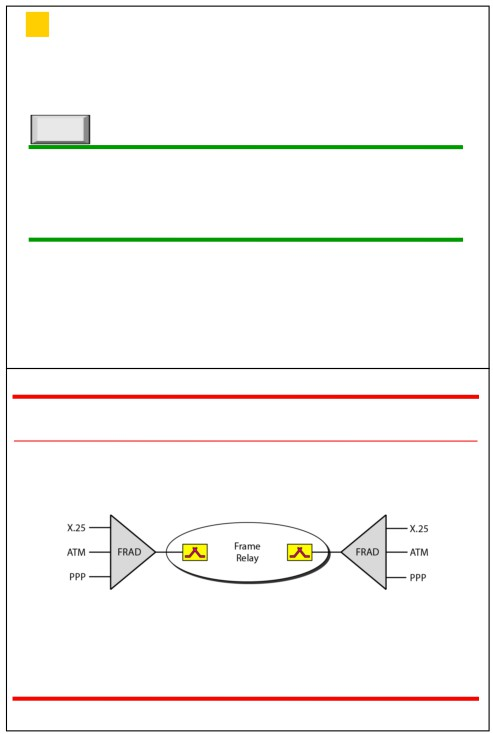 X.25
ATM
PPP
FRAD
Frame
Relay
FRAD
X.25
ATM
PPP